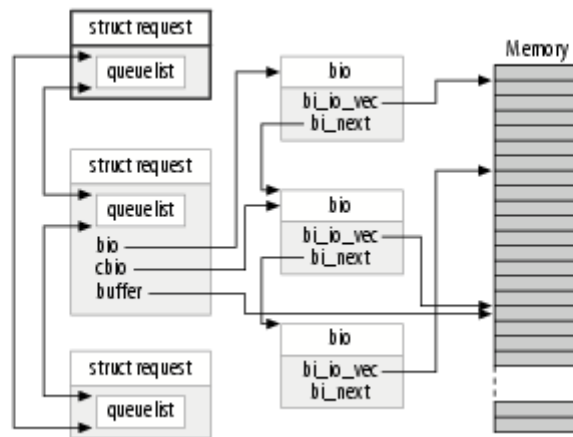 struct request
queuelist
struct request
queuelist
bio
cbio
buffer
struct request
queuelist
bio
bi_io_vec
bi_next
bio
bi_io_vec
bi_next
bio
bi_io_vec
bi_next
Memory